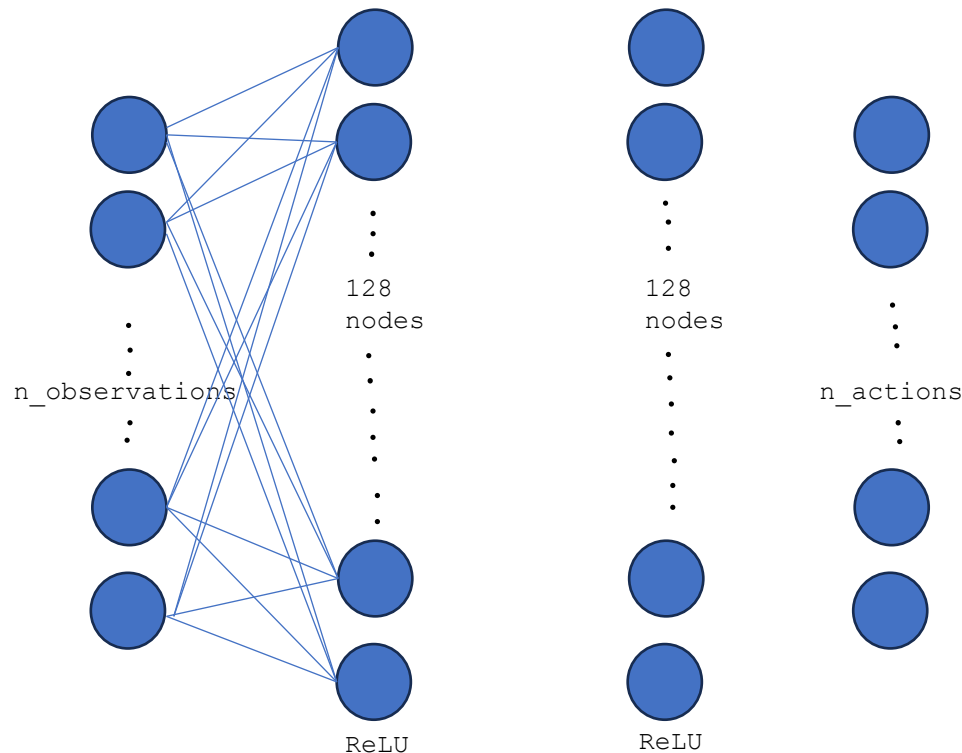 128
nodes
128
nodes
n_observations
n_actions
ReLU
ReLU